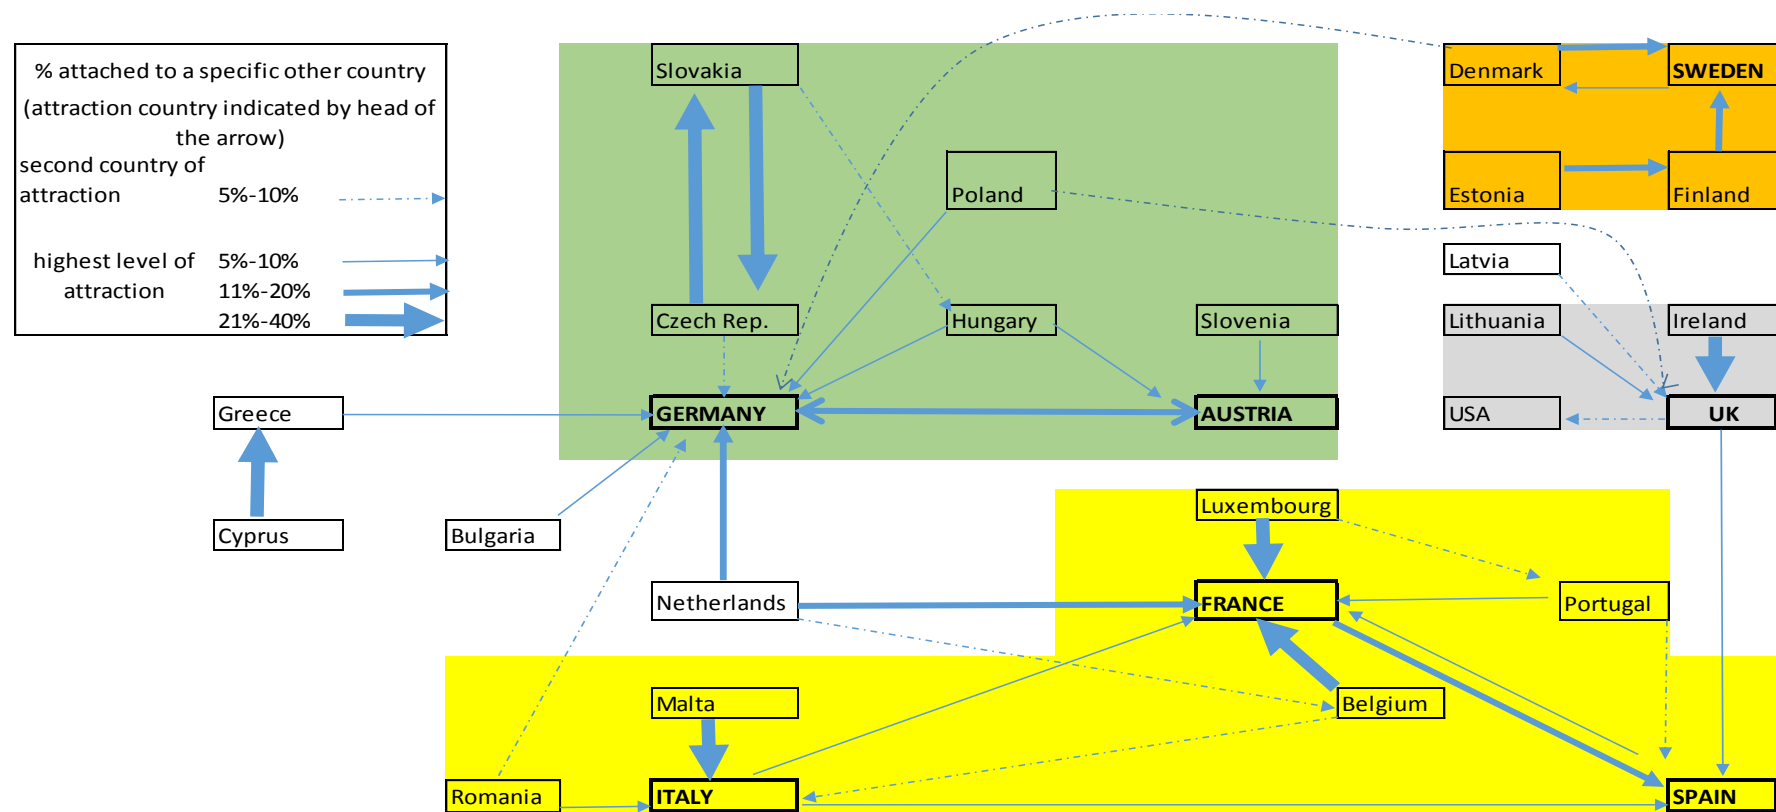 % attached to a specific other country
(attraction country indicated by head of
the arrow)
second country of
attraction 5%-10%
highest level of 5%-10%
attraction 11%-20%
21%-40%
Slovakia
Denmark
SWEDEN
Poland
Estonia
Finland
Latvia
Czech Rep.
Hungary
Slovenia
Lithuania
Ireland
Greece
GERMANY
AUSTRIA
USA
UK
Luxembourg
Cyprus
Bulgaria
Netherlands
FRANCE
Portugal
Malta
Belgium
Romania
ITALY
SPAIN